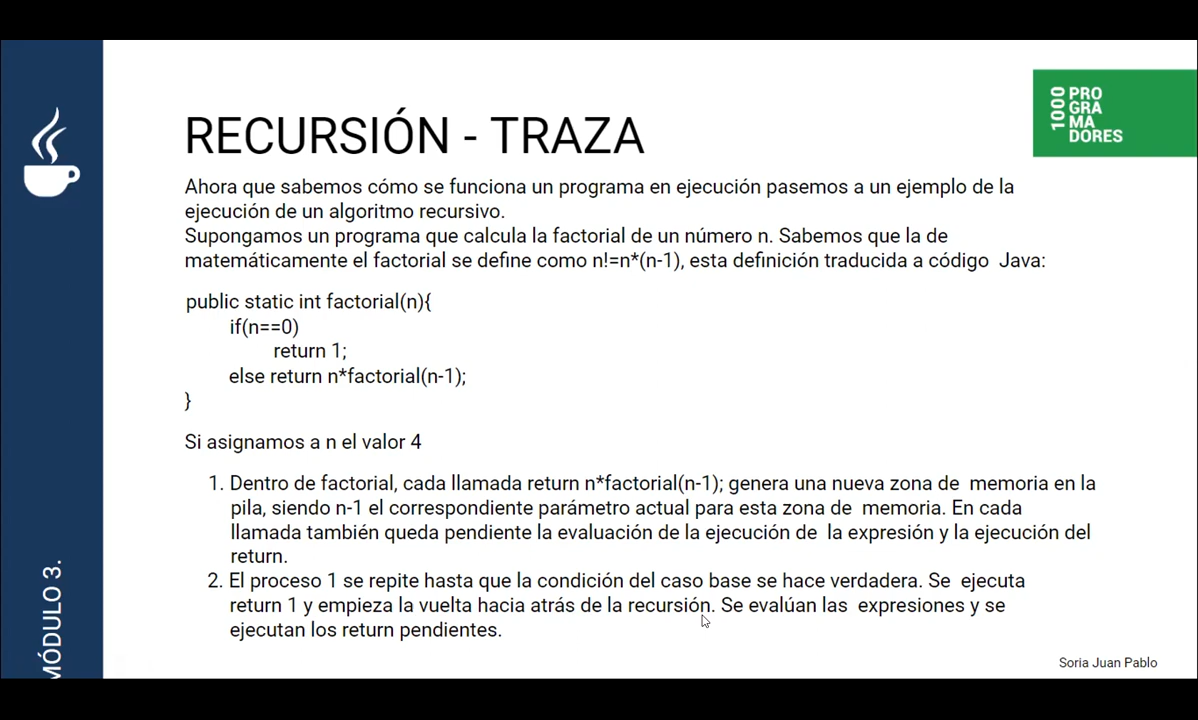 1000
PRO
GRA
MA
DORES
RECURSIÓN - TRAZA
Ahora que sabemos cómo se funciona un programa en ejecución pasemos a un ejemplo de la
ejecución de un algoritmo recursivo.
Supongamos un programa que calcula la factorial de un número n. Sabemos que la de
matemáticamente el factorial se define como n!=n*(n-1), esta definición traducida a código Java:
public static int factorial(n){
if(n==0)
return 1;
else return n*factorial(n-1);
}
Si asignamos a n el valor 4
1. Dentro de factorial, cada llamada return n*factorial(n-1); genera una nueva zona de memoria en la
pila, siendo n-1 el correspondiente parámetro actual para esta zona de memoria. En cada
llamada también queda pendiente la evaluación de la ejecución de la expresión y la ejecución del
return.
2. El proceso 1 se repite hasta que la condición del caso base se hace verdadera. Se ejecuta
return 1 y empieza la vuelta hacia atrás de la recursión. Se evalúan las expresiones y se
ejecutan los return pendientes.
MÓDULO 3.
Soria Juan Pablo